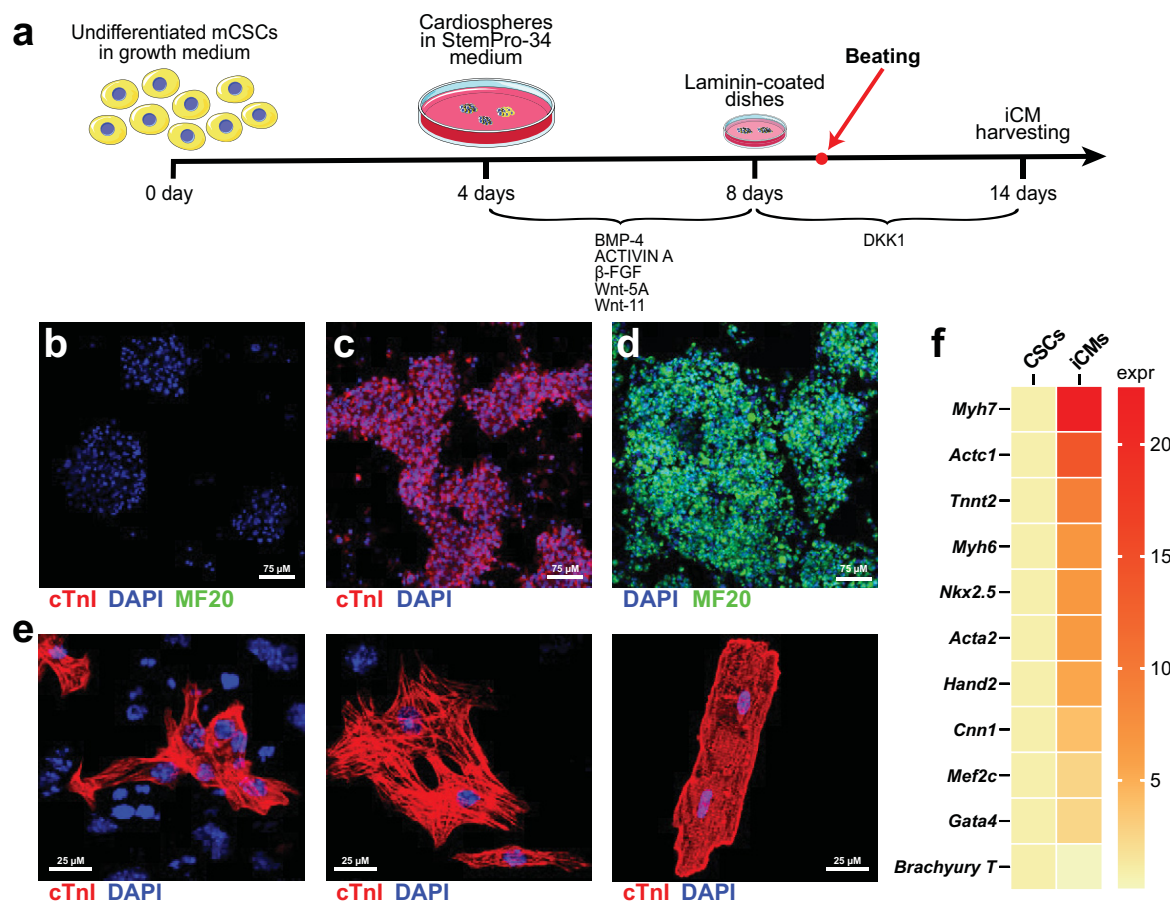 a
Undifferentiated mCSCs
in growth medium
Cardiospheres
in StemPro-34
medium
Laminin-coated
dishes
Beating
iCM
harvesting
0 day
4 days
8 days
14 days
BMP-4
ACTIVIN A
β-FGF
Wnt-5A
Wnt-11
DKK1
b
75 µM
cTnI DAPI MF20
c
75 µM
cTnI DAPI
d
75 µM
DAPI MF20
e
25 µM
cTnI DAPI
25 µM
cTnI DAPI
25 µM
cTnI DAPI
f
CSCs
iCMs
expr
Myh7
Actc1
Tnnt2
Myh6
Nkx2.5
Acta2
Hand2
Cnn1
Mef2c
Gata4
Brachyury T
20
15
10
5